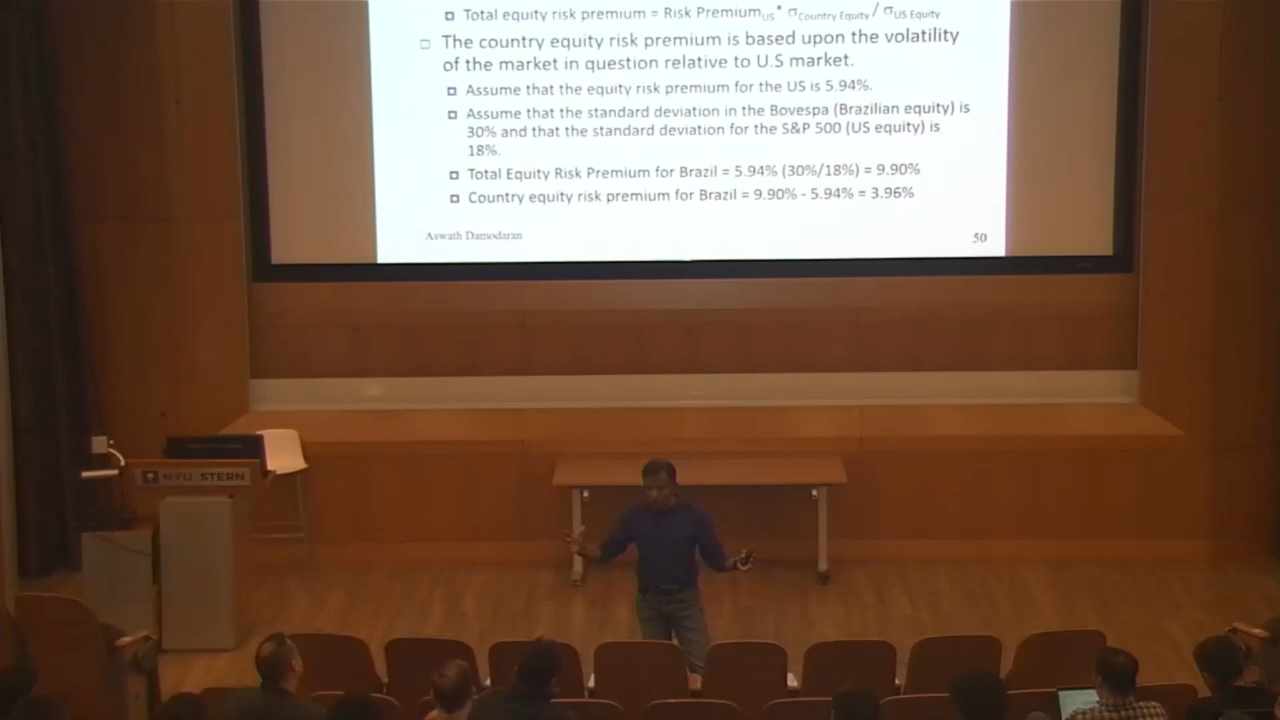 Total equity risk premium = Risk PremiumUS* σCountry Equity / σUS Equity
The country equity risk premium is based upon the volatility
of the market in question relative to U.S market.
Assume that the equity risk premium for the US is 5.94%.
Assume that the standard deviation in the Bovespa (Brazilian equity) is
30% and that the standard deviation for the S&P 500 (US equity) is
18%.
Total Equity Risk Premium for Brazil = 5.94% (30%/18%) = 9.90%
Country equity risk premium for Brazil = 9.90% - 5.94% = 3.96%
Aswath Damodaran
50
NYU STERN